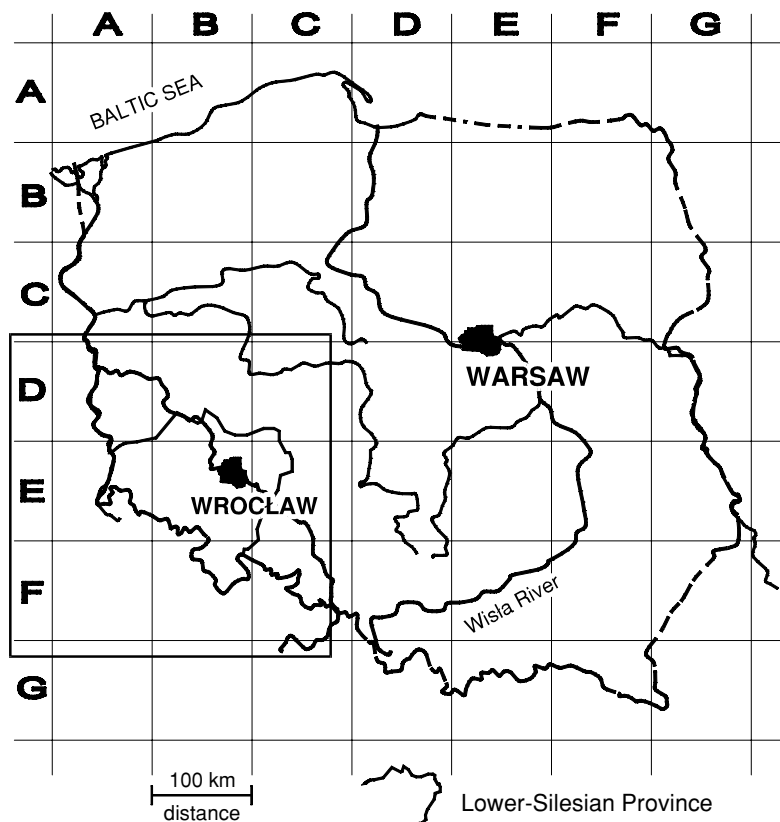 A B C D E F G
A
BALTIC SEA
B
C
D
WARSAW
E
WROCŁAW
F
Wisła River
G
100 km
distance
Lower-Silesian Province